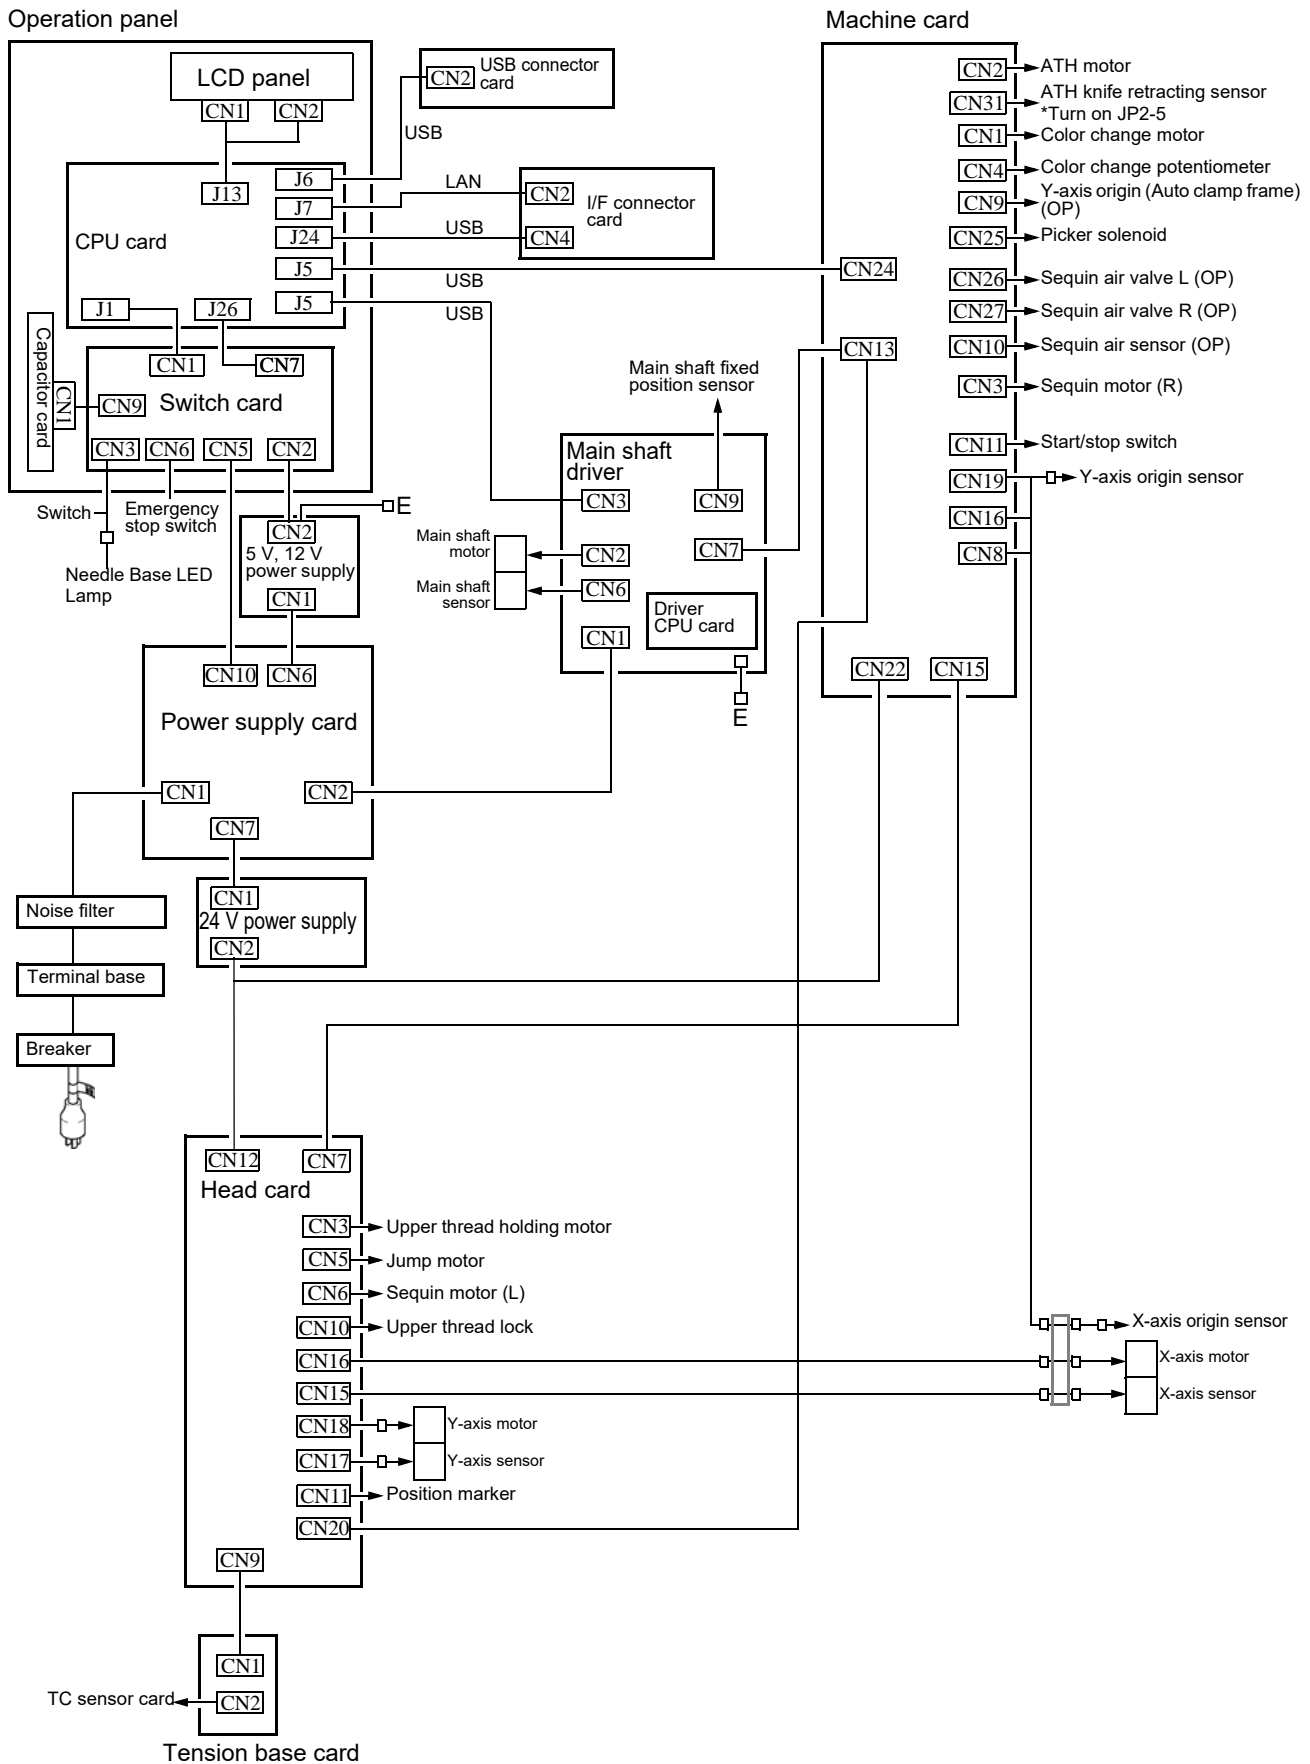 Operation panel
LCD panel
CN1
CN2
J13
CPU card
J6
J7
J24
J5
J5
J1
J26
Capacitor card
CN1
CN1
CN7
CN9
Switch card
CN3
CN6
CN5
CN2
Switch
Emergency
stop switch
Needle Base LED
Lamp
CN2
USB connector
card
USB
LAN
CN2
I/F connector
card
USB
CN4
USB
USB
E
CN2
5 V, 12 V
power supply
CN1
CN10
CN6
Power supply card
CN1
CN2
CN7
CN1
24 V power supply
CN2
Noise filter
Terminal base
Breaker
Main shaft fixed
position sensor
Main shaft
driver
CN3
CN9
Main shaft
motor
CN2
CN7
Main shaft
sensor
CN6
Driver
CPU card
CN1
E
Machine card
CN2
ATH motor
CN31
ATH knife retracting sensor
*Turn on JP2-5
CN1
Color change motor
CN4
Color change potentiometer
CN9
Y-axis origin (Auto clamp frame)
(OP)
CN25
Picker solenoid
CN24
CN26
Sequin air valve L (OP)
CN27
Sequin air valve R (OP)
CN13
CN10
Sequin air sensor (OP)
CN3
Sequin motor (R)
CN11
Start/stop switch
CN19
Y-axis origin sensor
CN16
CN8
CN22
CN15
CN12
CN7
Head card
CN3
Upper thread holding motor
CN5
Jump motor
CN6
Sequin motor (L)
CN10
Upper thread lock
X-axis origin sensor
CN16
X-axis motor
CN15
X-axis sensor
CN18
Y-axis motor
CN17
Y-axis sensor
CN11
Position marker
CN20
CN9
CN1
TC sensor card
CN2
Tension base card